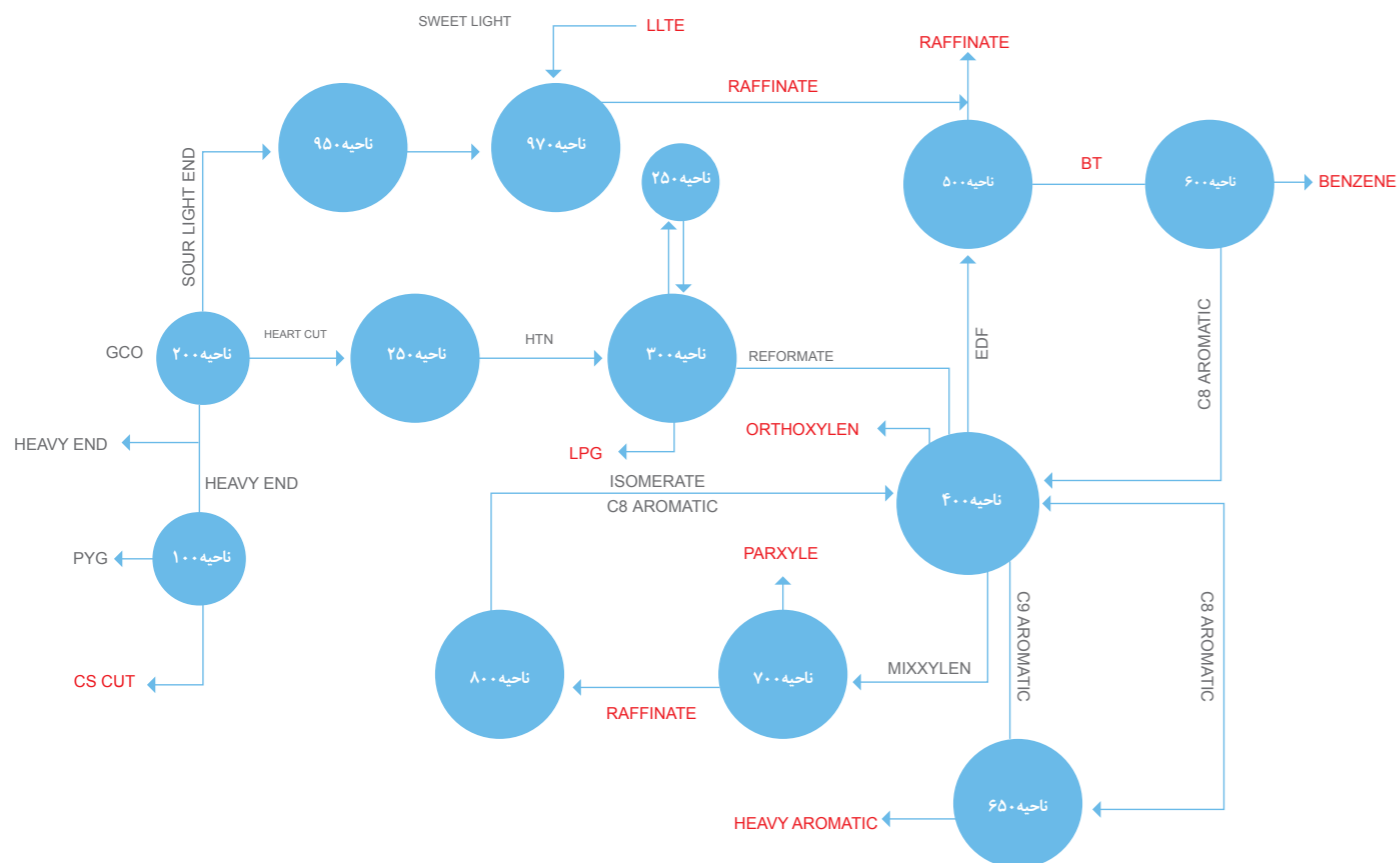 SWEET LIGHT
LLTE
RAFFINATE
RAFFINATE
ناحیه۹۵۰
ناحیه۹۷۰
ناحیه۲۵۰
ناحیه۵۰۰
BT
ناحیه۶۰۰
BENZENE
SOUR LIGHT END
GCO
ناحیه۲۰۰
HEART CUT
ناحیه۲۵۰
HTN
ناحیه۳۰۰
REFORMATE
EDF
C8 AROMATIC
HEAVY END
HEAVY END
LPG
ORTHOXYLEN
ISOMERATE
C8 AROMATIC
ناحیه۴۰۰
PYG
ناحیه۱۰۰
PARXYLE
C9 AROMATIC
C8 AROMATIC
CS CUT
ناحیه۸۰۰
RAFFINATE
ناحیه۷۰۰
MIXXYLEN
HEAVY AROMATIC
ناحیه۶۵۰